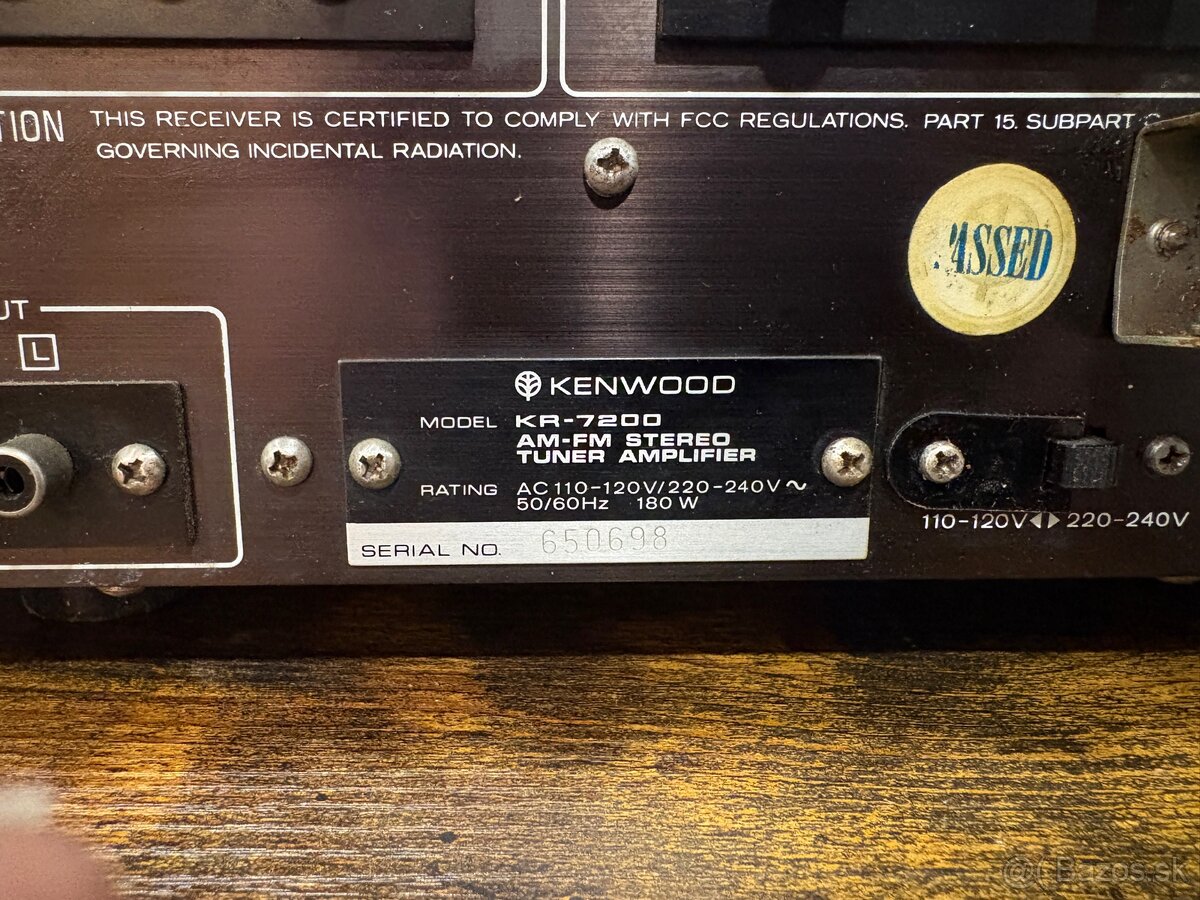 TION THIS RECEIVER IS CERTIFIED TO COMPLY WITH FCC REGULATIONS. PART 15. SUBPART C
GOVERNING INCIDENTAL RADIATION.
ASSED
UT
L
KENWOOD
MODEL KR-7200
AM-FM STEREO
TUNER AMPLIFIER
RATING AC 110-120V/220-240V~
50/60Hz 180 W
110-120V◀▶220-240V
SERIAL NO. 650698
Bazos.sk